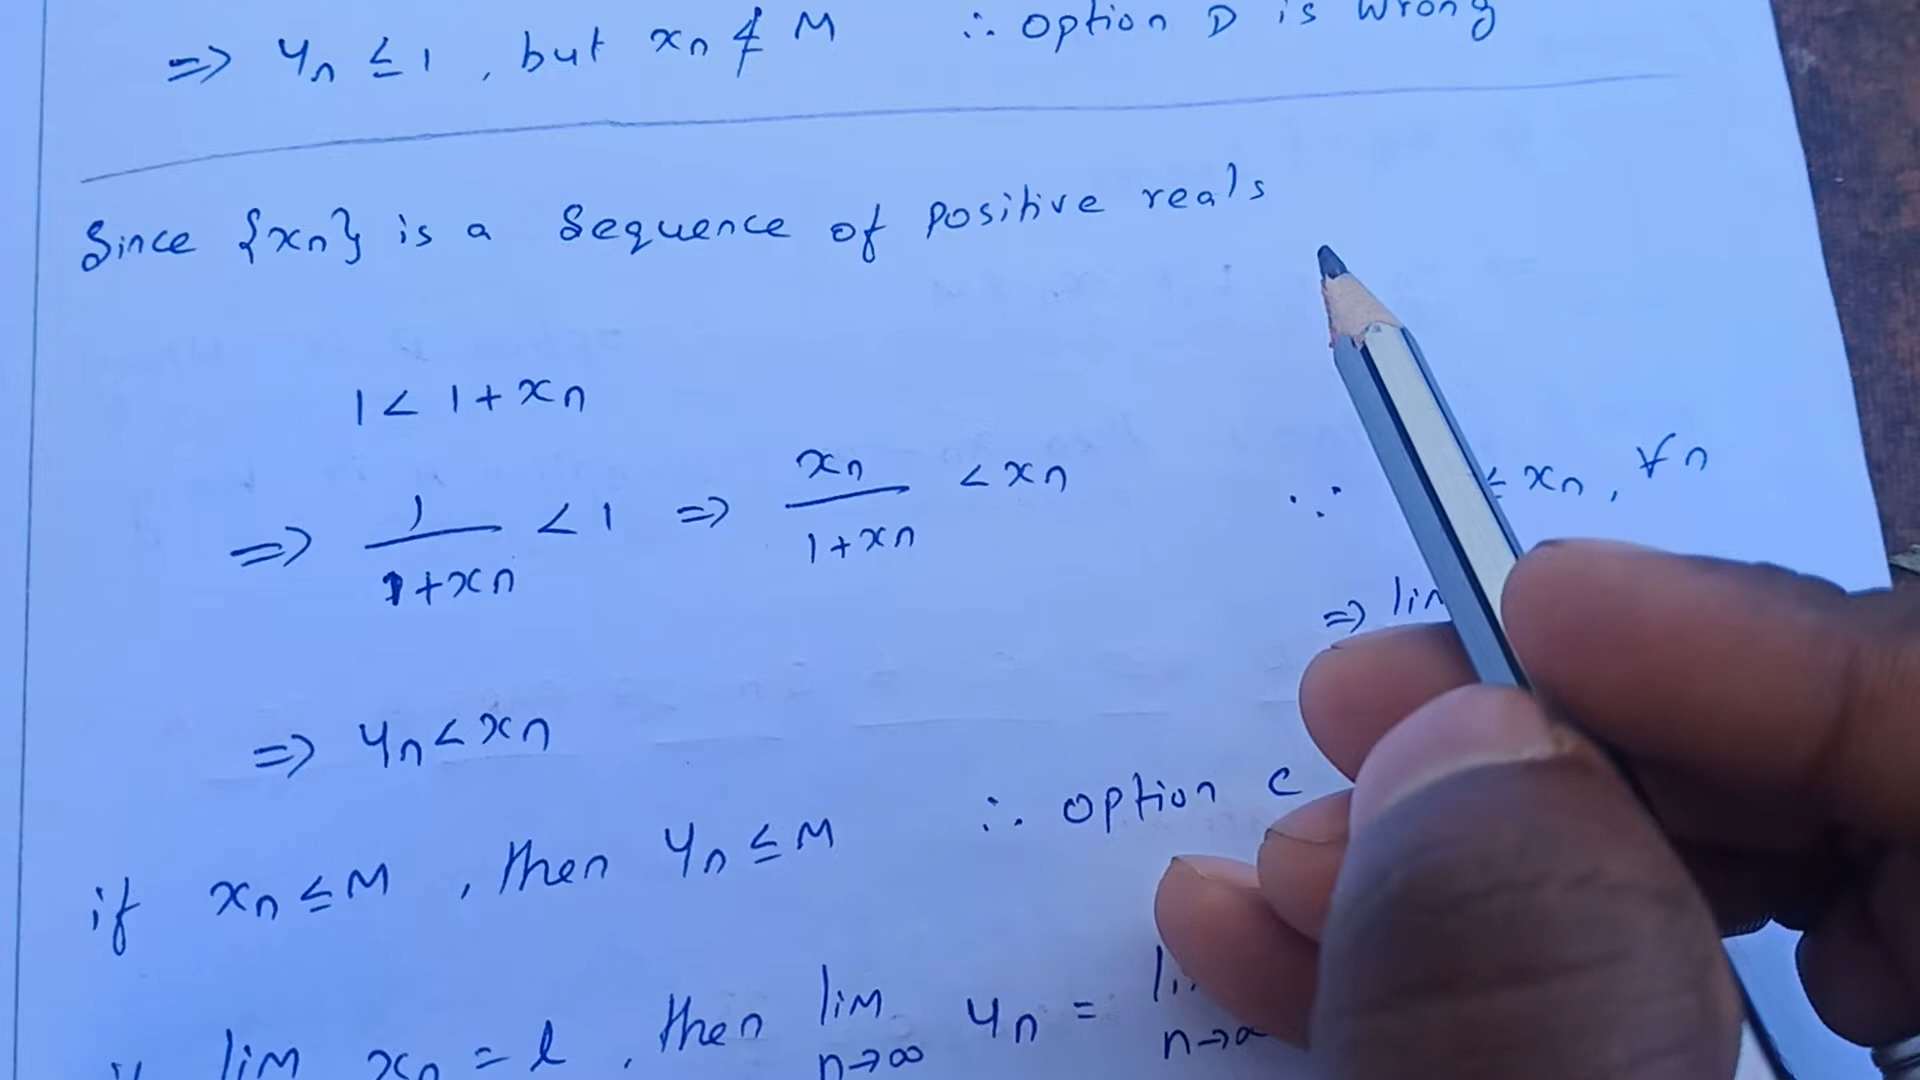 => yn ≤ 1, but xn ≰ M ∴ option D is wrong
Since {xn} is a Sequence of positive reals
1 < 1 + xn
=> 1/(1+xn) < 1 => xn/(1+xn) < xn ∵ ≤ xn, ∀n
=> lim
=> yn < xn
if xn ≤ M, then yn ≤ M ∴ option C
lim xn = l, then lim n→∞ yn =